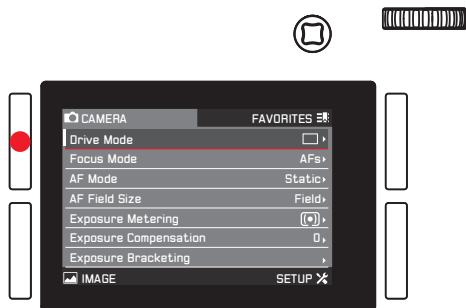 CAMERA FAVORITES
Drive Mode
Focus Mode AFs
AF Mode Static
AF Field Size Field
Exposure Metering
Exposure Compensation 0
Exposure Bracketing
IMAGE SETUP